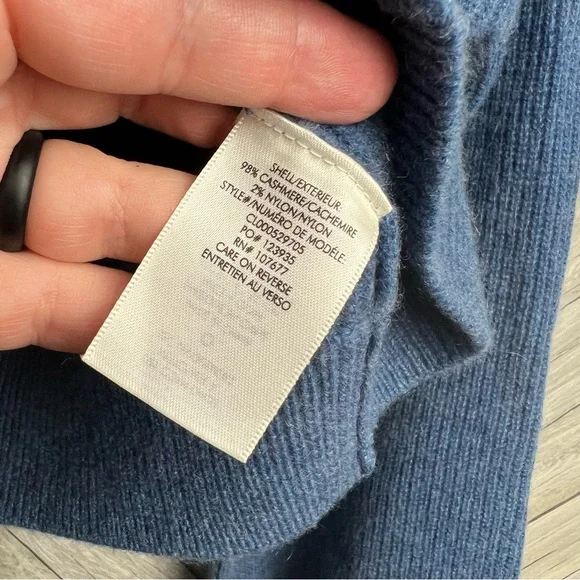 SHELL/EXTERIEUR:
98% CASHMERE/CACHEMIRE
2% NYLON/NYLON
STYLE#/NUMÉRO DE MODÉLE:
CL000529705
PO# 123935
RN# 107677
CARE ON REVERSE
ENTRETIEN AU VERSO